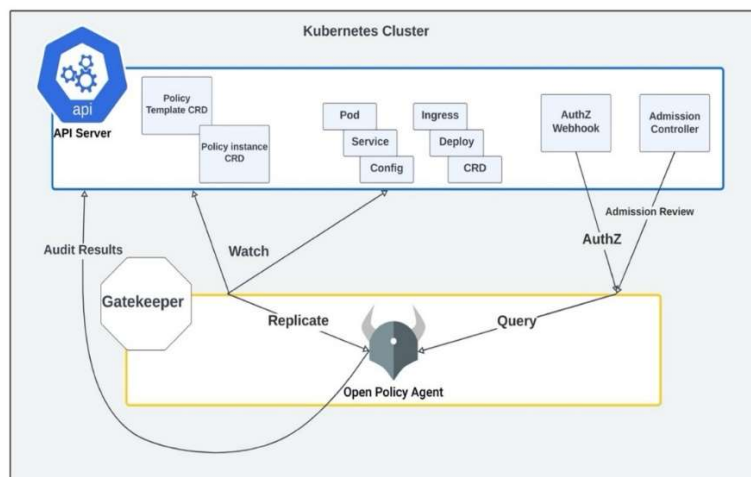 Kubernetes Cluster
api
API Server
Policy
Template CRD
Policy instance
CRD
Pod
Service
Config
Ingress
Deploy
CRD
AuthZ
Webhook
Admission
Controller
Audit Results
Watch
AuthZ
Admission Review
Gatekeeper
Replicate
Query
Open Policy Agent